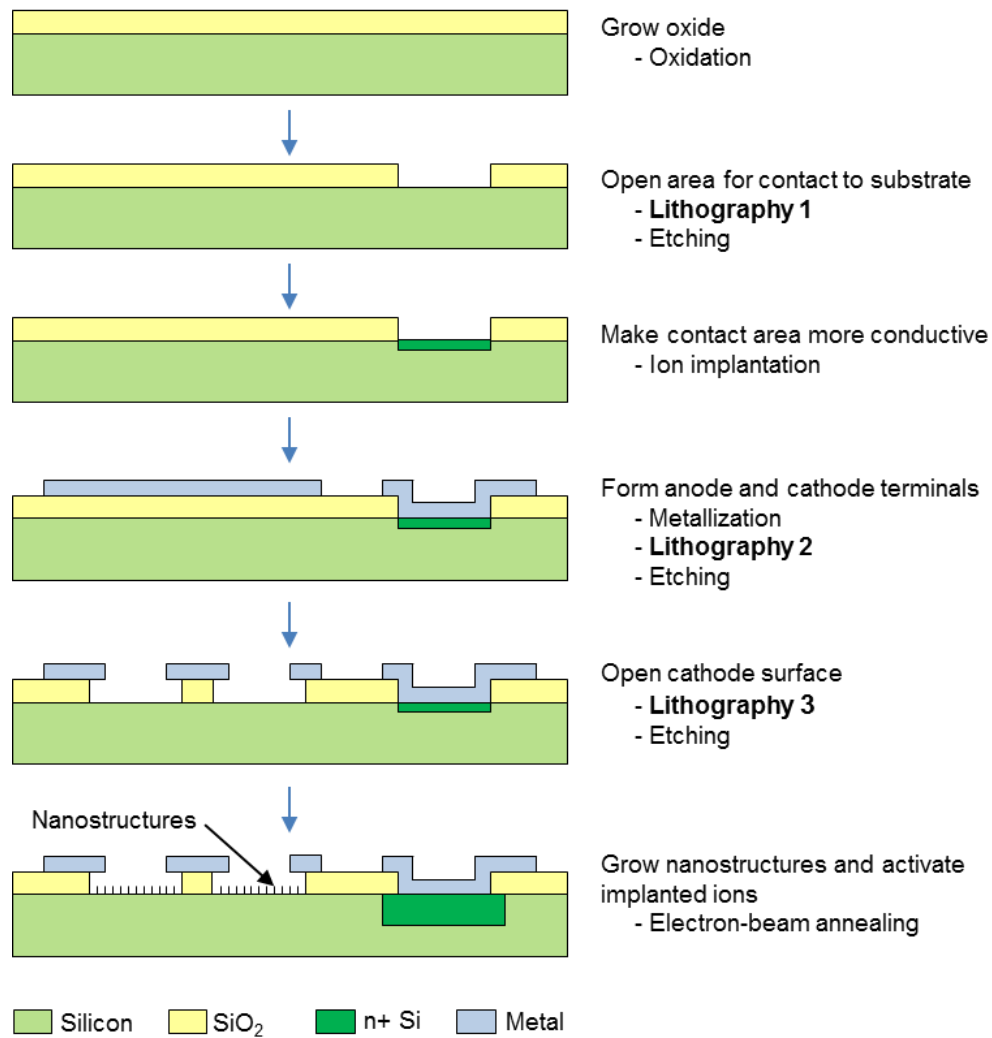 Grow oxide
- Oxidation
Open area for contact to substrate
- Lithography 1
- Etching
Make contact area more conductive
- Ion implantation
Form anode and cathode terminals
- Metallization
- Lithography 2
- Etching
Open cathode surface
- Lithography 3
- Etching
Nanostructures
Grow nanostructures and activate
implanted ions
- Electron-beam annealing
Silicon
SiO₂
n+ Si
Metal